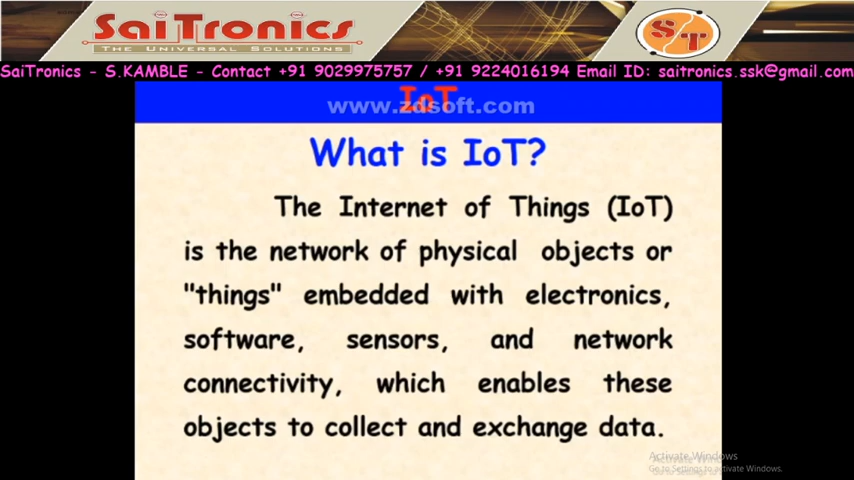 SaiTronics
THE UNIVERSAL SOLUTIONS
ST
SaiTronics - S.KAMBLE - Contact +91 9029975757 / +91 9224016194 Email ID: saitronics.ssk@gmail.com
IoT
www.zdsoft.com
What is IoT?
The Internet of Things (IoT)
is the network of physical objects or
"things" embedded with electronics,
software, sensors, and network
connectivity, which enables these
objects to collect and exchange data.
Activate Windows
Go to Settings to activate Windows.